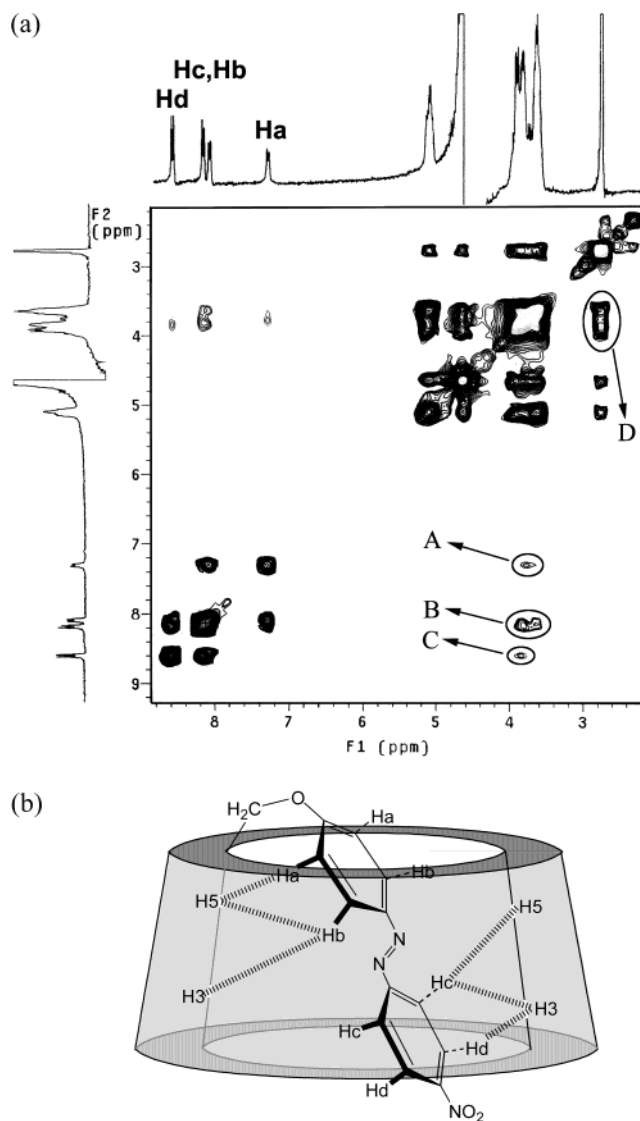 (a)
Hc,Hb
Hd
Ha
F2
(ppm)
3
4
5
6
7
8
9
D
A
B
C
8 7 6 5 4 3
F1 (ppm)
(b)
H₂C O
Ha
Ha Hb
H5 H5
Hb
N
N
H3 Hc H3
Hc Hd
Hd
NO₂